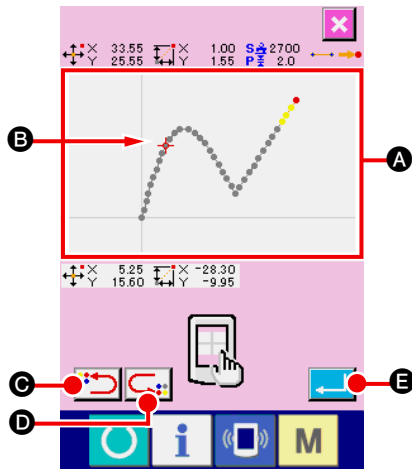 X 33.55 X 1.00 S 2700
Y 25.55 Y 1.55 P 2.0
B
A
X 5.25 X -28.30
Y 15.60 Y -9.95
C
E
D
i M